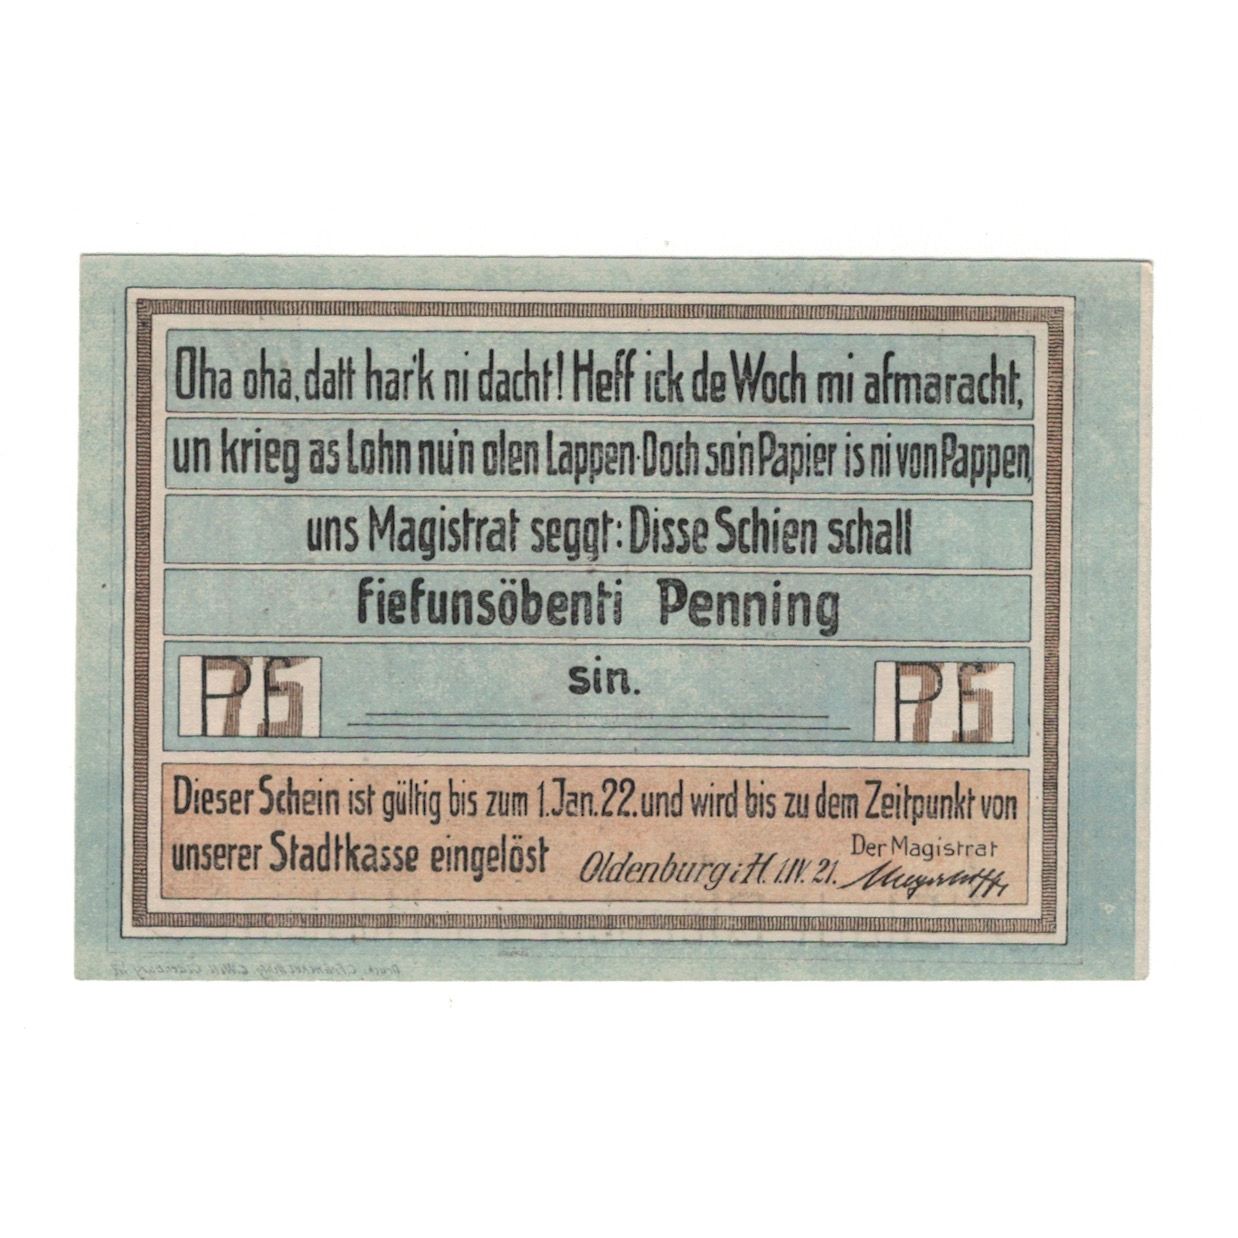 Oha oha, datt har'k ni dacht! Heff ick de Woch mi afmaracht,
un krieg as Lohn nu'n olen Lappen. Doch so'n Papier is ni von Pappen,
uns Magistrat seggt: Disse Schien schall
fiefunsöbenti Penning
sin.
75 Pf
75 Pf
Dieser Schein ist gültig bis zum 1. Jan. 22. und wird bis zu dem Zeitpunkt von
unserer Stadtkasse eingelöst
Oldenburg i. H. 1. IV. 21.
Der Magistrat